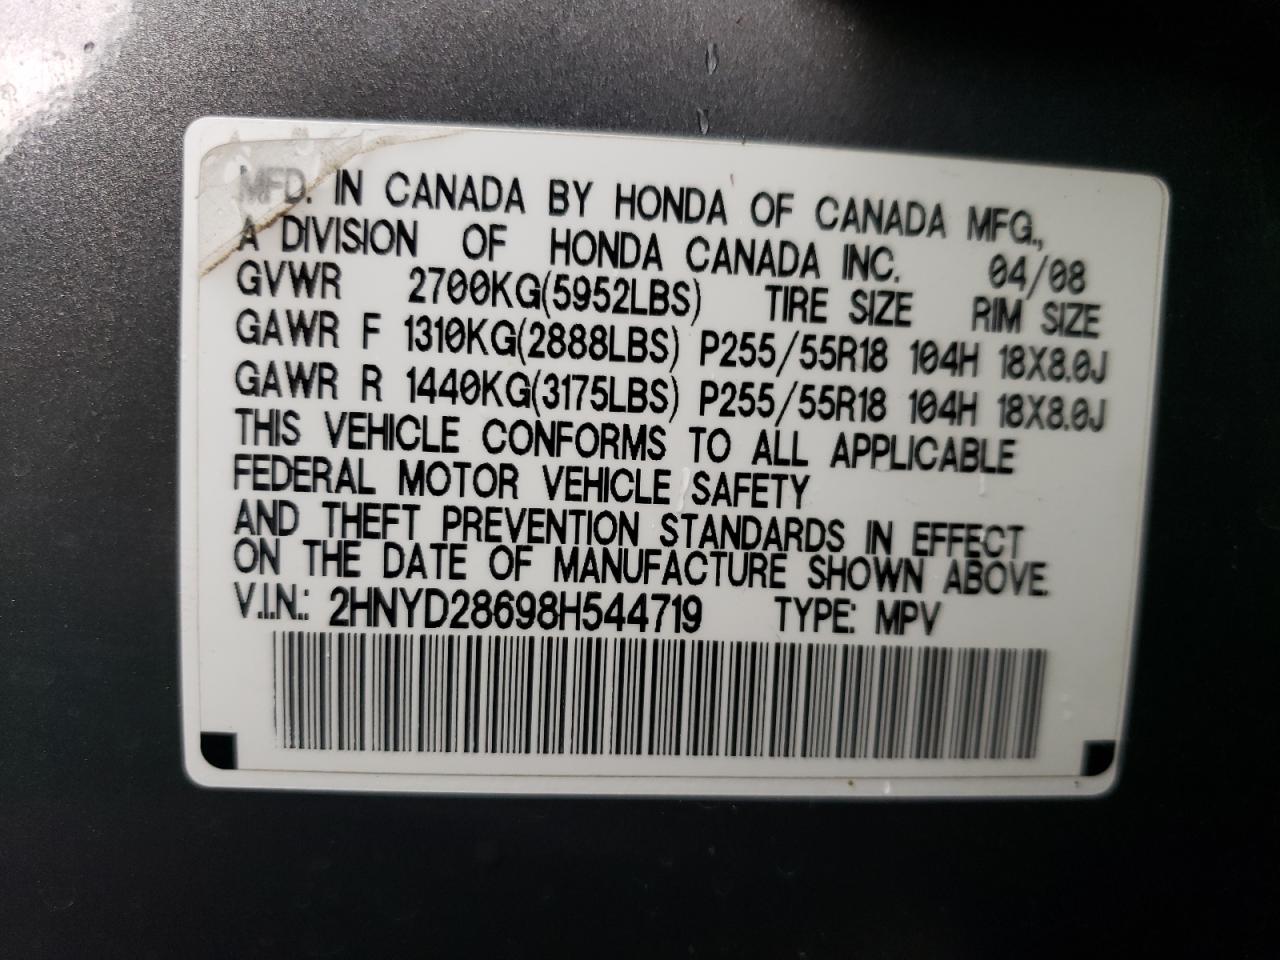 MFD. IN CANADA BY HONDA OF CANADA MFG.,
A DIVISION OF HONDA CANADA INC. 04/08
GVWR 2700KG(5952LBS) TIRE SIZE RIM SIZE
GAWR F 1310KG(2888LBS) P255/55R18 104H 18X8.0J
GAWR R 1440KG(3175LBS) P255/55R18 104H 18X8.0J
THIS VEHICLE CONFORMS TO ALL APPLICABLE
FEDERAL MOTOR VEHICLE SAFETY
AND THEFT PREVENTION STANDARDS IN EFFECT
ON THE DATE OF MANUFACTURE SHOWN ABOVE.
V.I.N.: 2HNYD28698H544719 TYPE: MPV